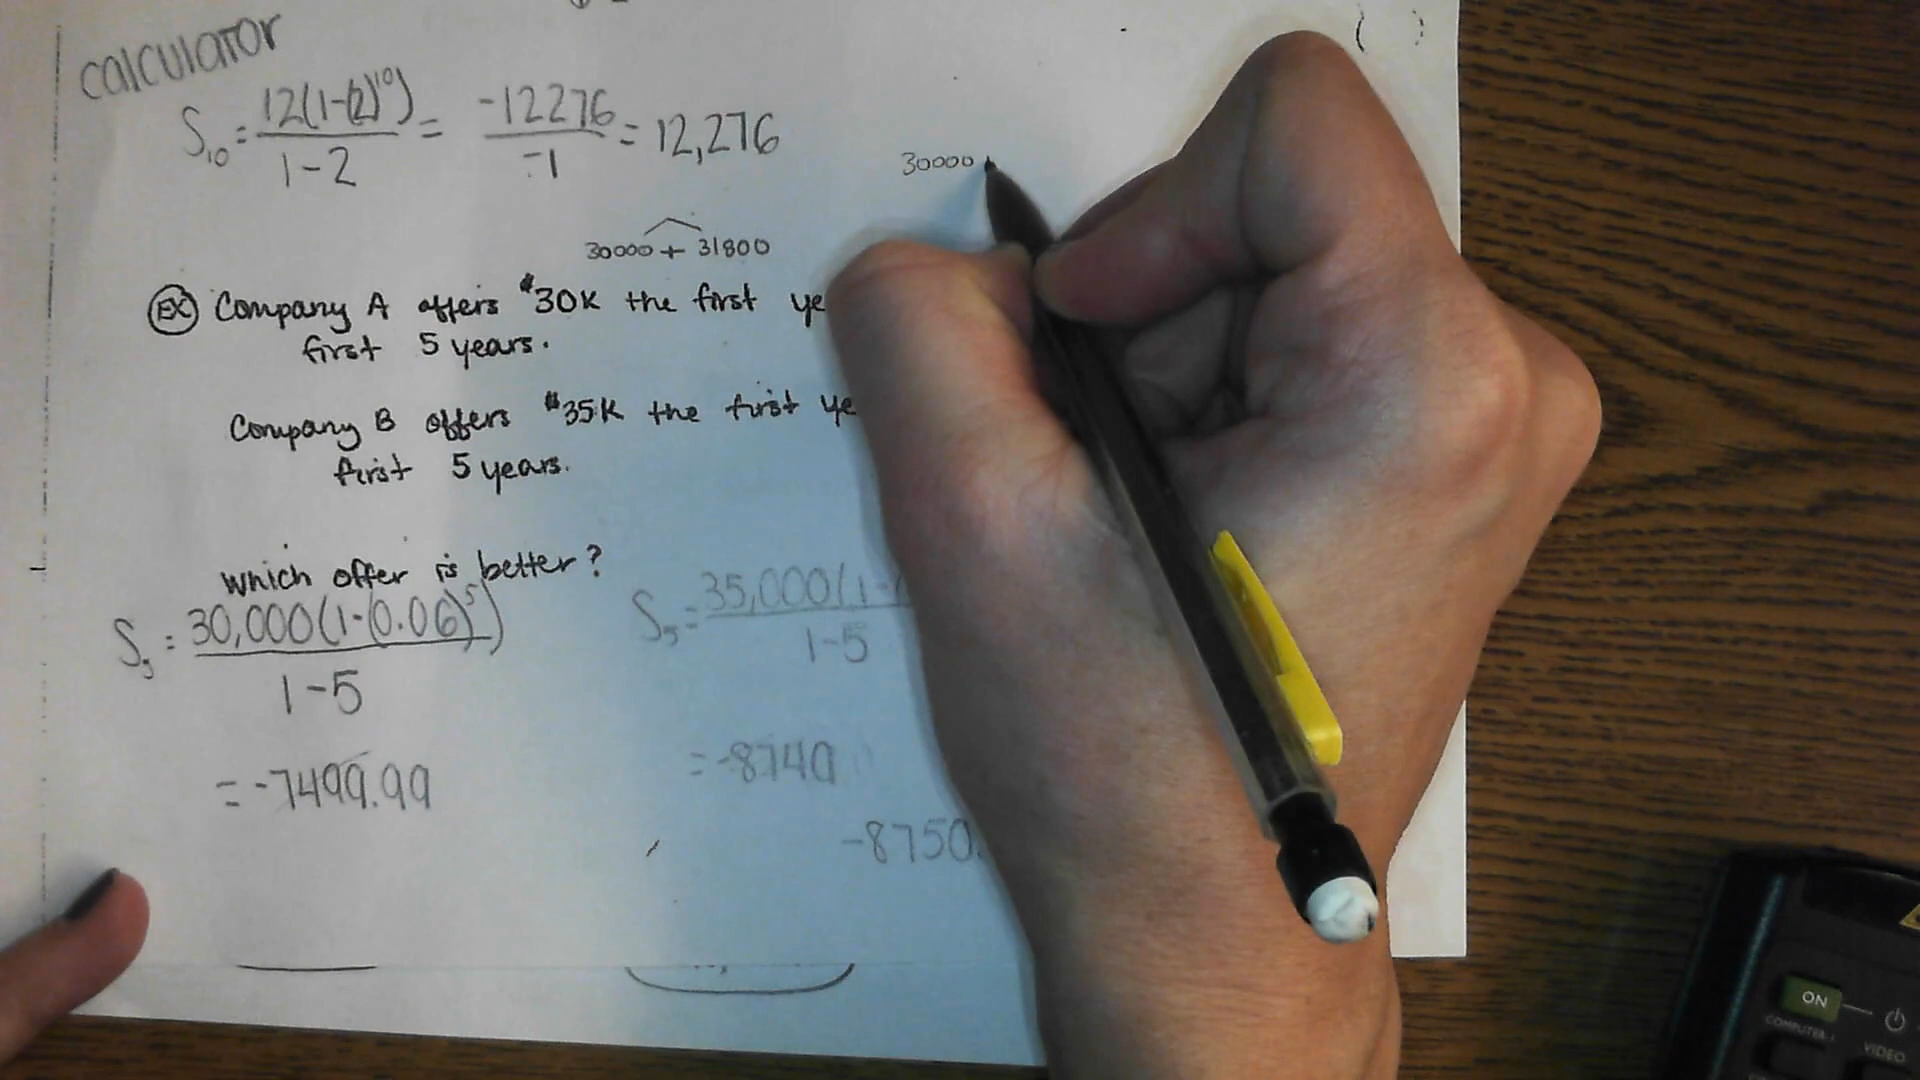 calculator
S10 = 12(1-(2)^10) / 1-2 = -12276 / -1 = 12,276
30000
30000 + 31800
EX Company A offers $30K the first ye
first 5 years.
Company B offers $35K the first ye
first 5 years.
Which offer is better?
S5 = 30,000(1-(0.06)^5) / 1-5
S5 = 35,000(1- / 1-5
= -7499.99
= -8740
-8750.
ON
COMPUTER
VIDEO